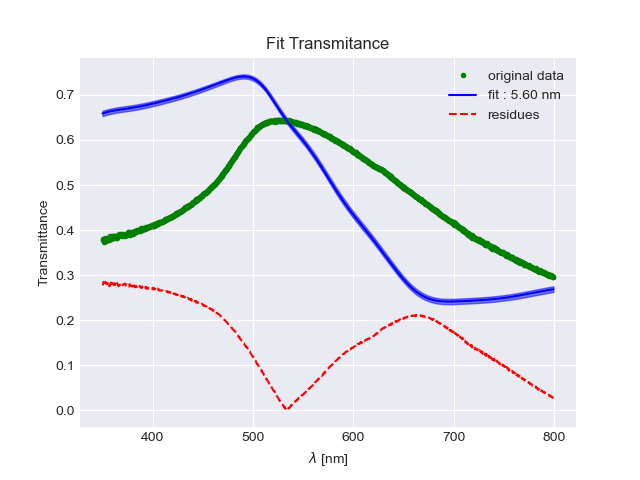 Fit Transmitance
original data
fit : 5.60 nm
residues
Transmittance
0.7
0.6
0.5
0.4
0.3
0.2
0.1
0.0
400 500 600 700 800
λ [nm]